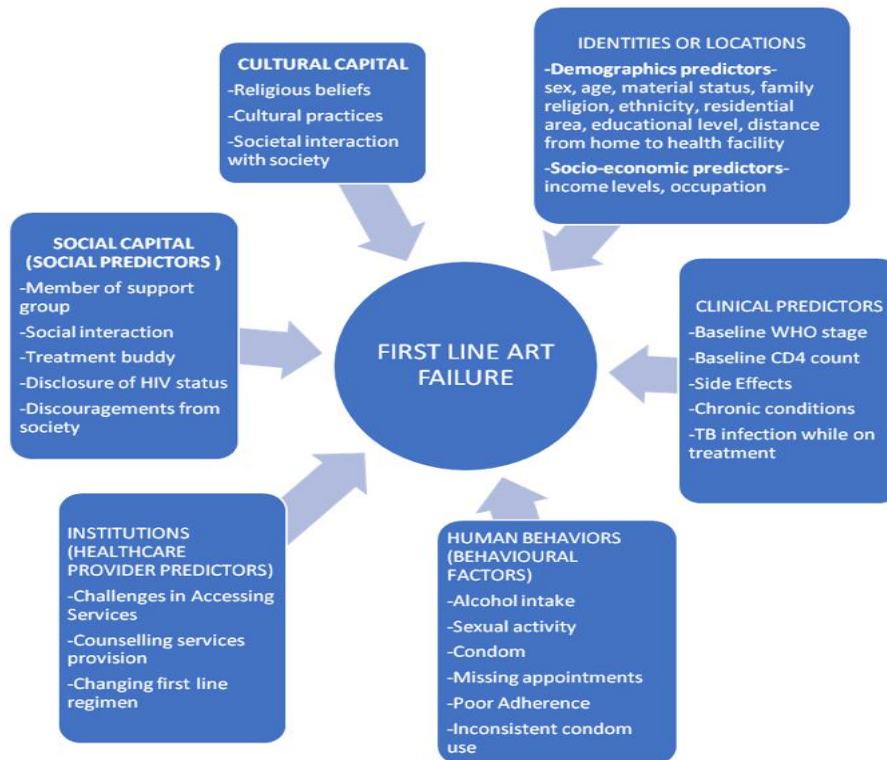 CULTURAL CAPITAL
-Religious beliefs
-Cultural practices
-Societal interaction
with society
IDENTITIES OR LOCATIONS
-Demographics predictors-
sex, age, material status, family
religion, ethnicity, residential
area, educational level, distance
from home to health facility
-Socio-economic predictors-
income levels, occupation
SOCIAL CAPITAL
(SOCIAL PREDICTORS )
-Member of support
group
-Social interaction
-Treatment buddy
-Disclosure of HIV status
-Discouragements from
society
FIRST LINE ART
FAILURE
CLINICAL PREDICTORS
-Baseline WHO stage
-Baseline CD4 count
-Side Effects
-Chronic conditions
-TB infection while on
treatment
INSTITUTIONS
(HEALTHCARE
PROVIDER PREDICTORS)
-Challenges in Accessing
Services
-Counselling services
provision
-Changing first line
regimen
HUMAN BEHAVIORS
(BEHAVIOURAL
FACTORS)
-Alcohol intake
-Sexual activity
-Condom
-Missing appointments
-Poor Adherence
-Inconsistent condom
use